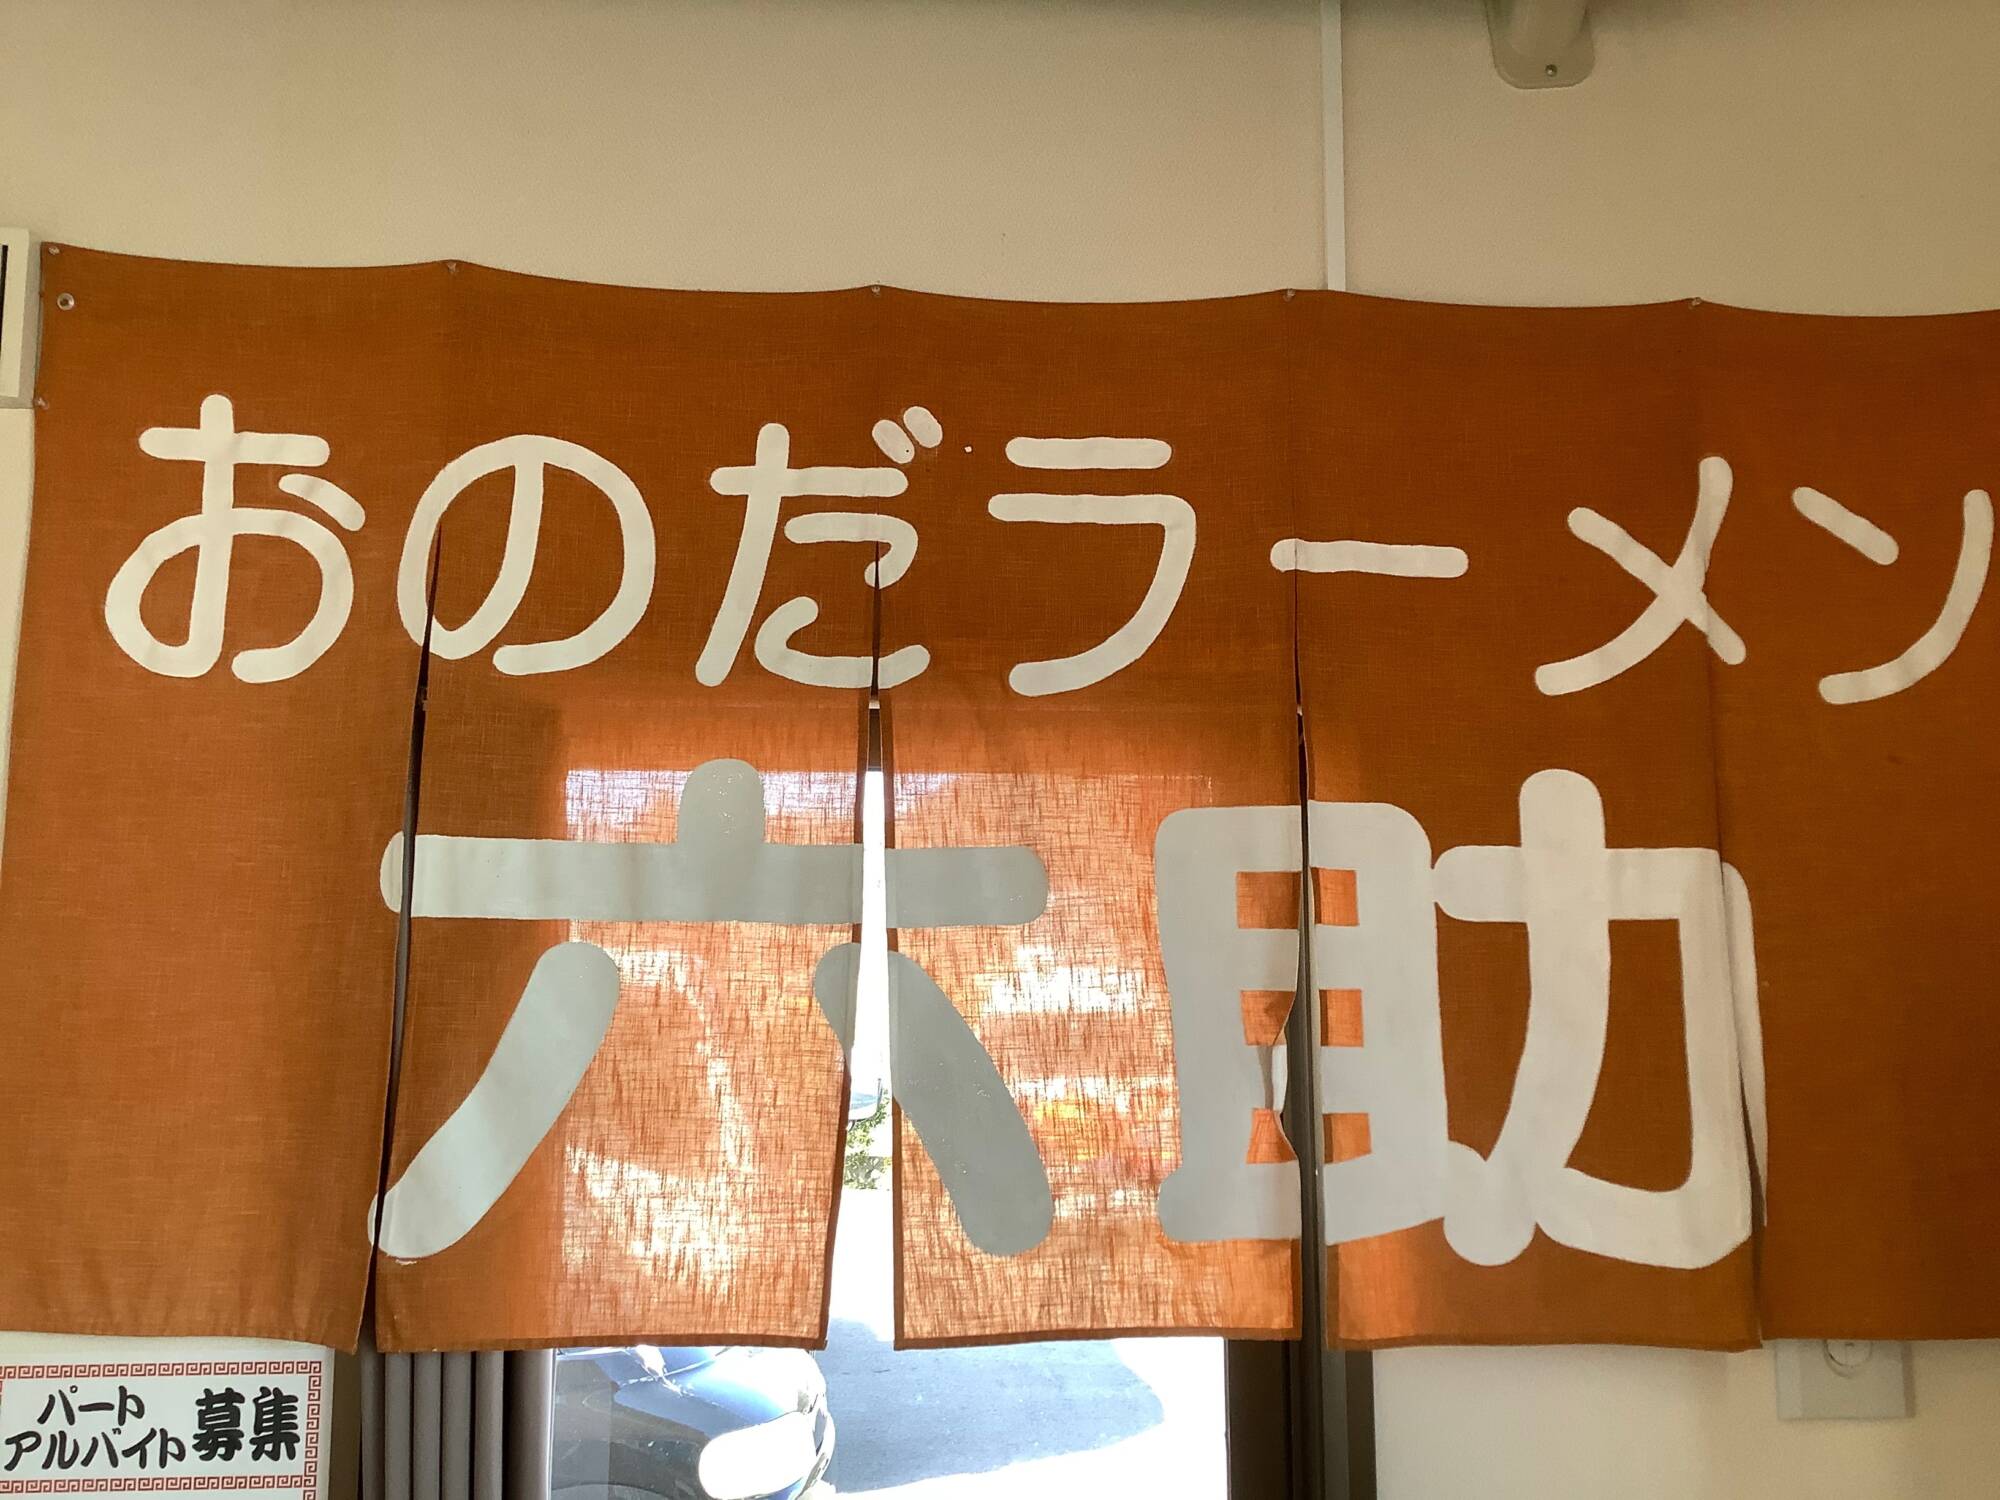 おのだラーメン
六助
パート
アルバイト募集